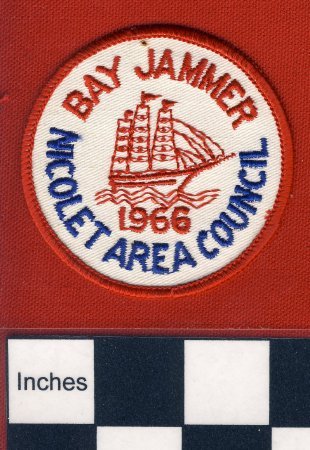 BAY JAMMER
1966
NICOLET AREA COUNCIL
Inches